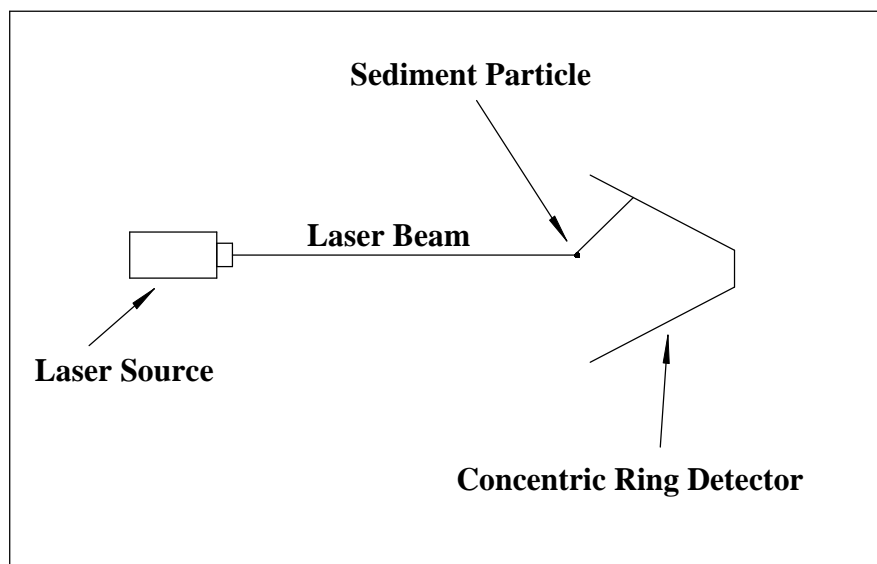 Sediment Particle
Laser Beam
Laser Source
Concentric Ring Detector